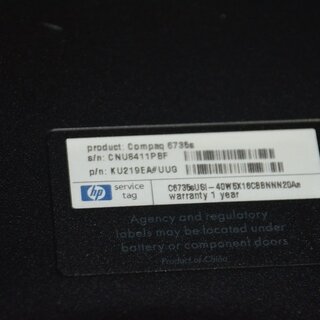 product: Compaq 6735s
s/n: CNU8411PBF
p/n: KU219EA#UUG
hp service tag
C6735sUSI-40W5X16CBBNNN20An
warranty 1 year
Agency and regulatory
labels may be located under
battery or component doors
Product of China